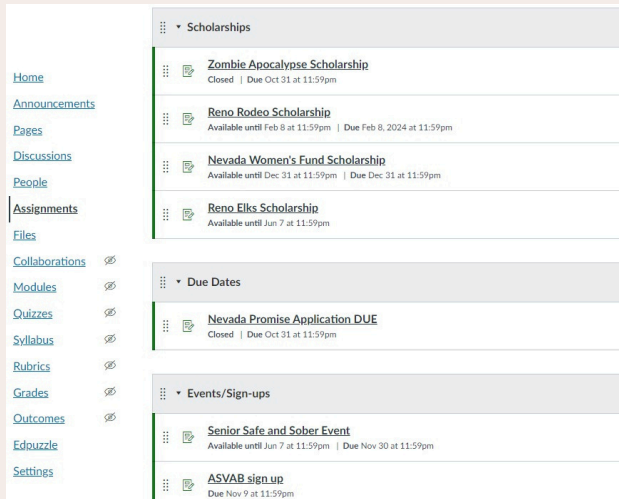 Home
Announcements
Pages
Discussions
People
Assignments
Files
Collaborations
Modules
Quizzes
Syllabus
Rubrics
Grades
Outcomes
Edpuzzle
Settings
Scholarships
Zombie Apocalypse Scholarship
Closed | Due Oct 31 at 11:59pm
Reno Rodeo Scholarship
Available until Feb 8 at 11:59pm | Due Feb 8, 2024 at 11:59pm
Nevada Women's Fund Scholarship
Available until Dec 31 at 11:59pm | Due Dec 31 at 11:59pm
Reno Elks Scholarship
Available until Jun 7 at 11:59pm
Due Dates
Nevada Promise Application DUE
Closed | Due Oct 31 at 11:59pm
Events/Sign-ups
Senior Safe and Sober Event
Available until Jun 7 at 11:59pm | Due Nov 30 at 11:59pm
ASVAB sign up
Due Nov 9 at 11:59pm